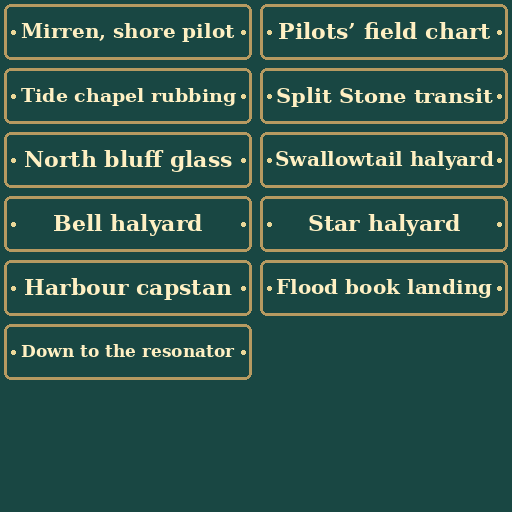 Mirren, shore pilot
Pilots’ field chart
Tide chapel rubbing
Split Stone transit
North bluff glass
Swallowtail halyard
Bell halyard
Star halyard
Harbour capstan
Flood book landing
Down to the resonator